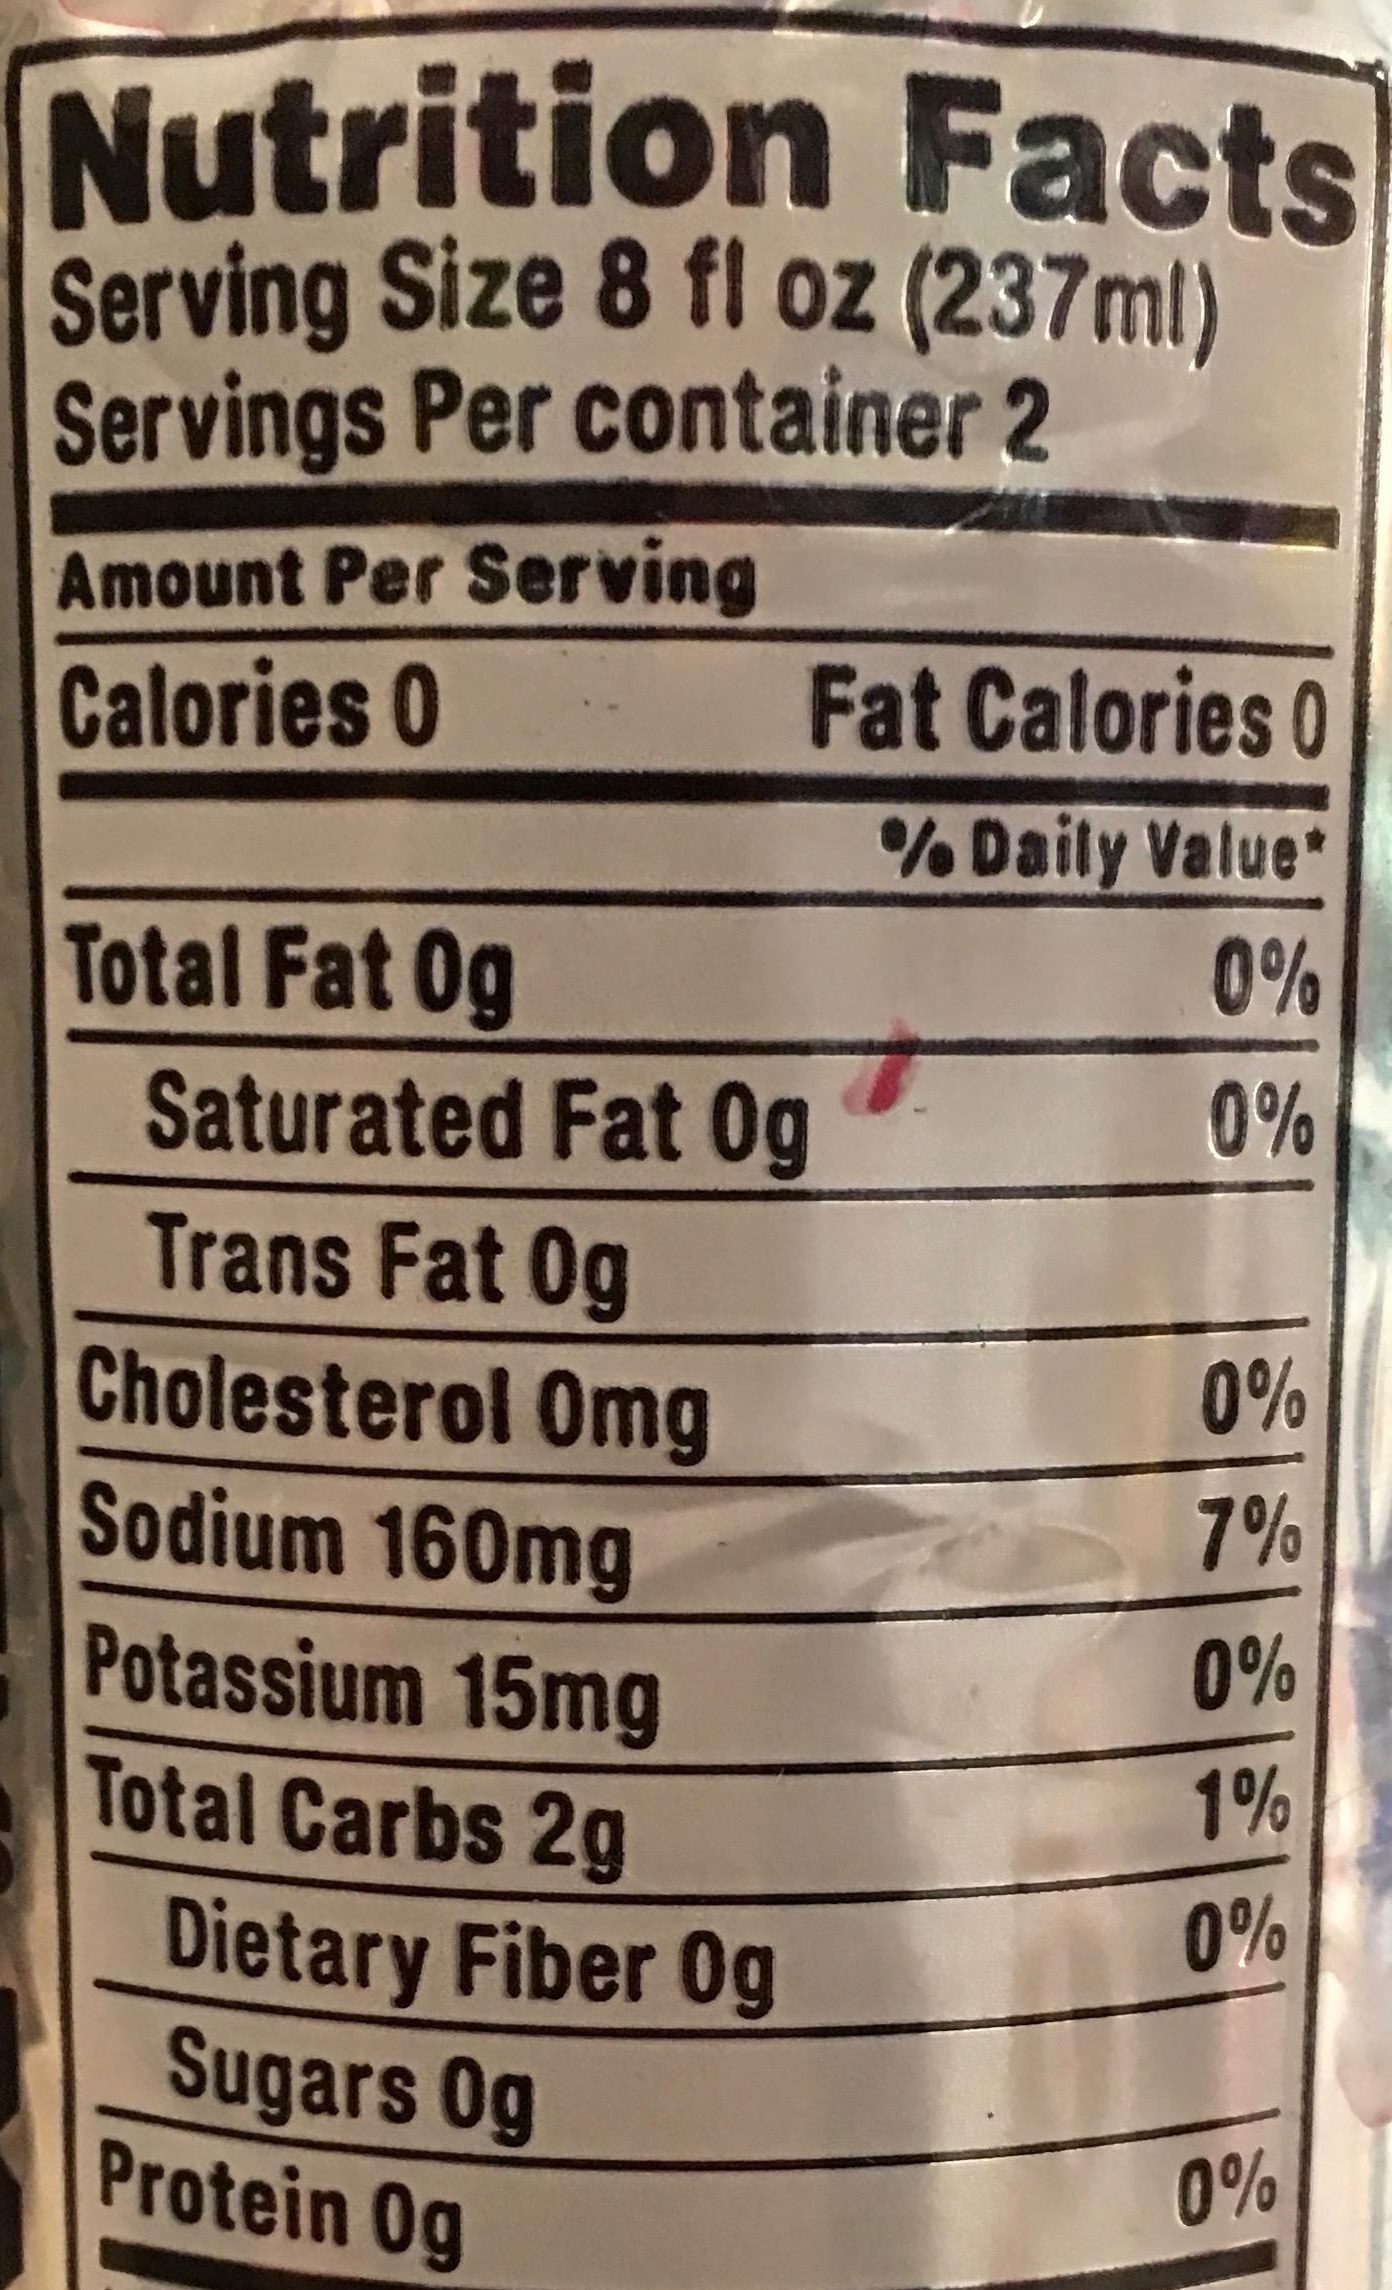 Nutrition Facts
Serving Size 8 fl oz (237ml)
Servings Per container 2
Amount Per Serving
Calories 0 Fat Calories 0
% Daily Value*
Total Fat 0g 0%
Saturated Fat 0g 0%
Trans Fat 0g
Cholesterol 0mg 0%
Sodium 160mg 7%
Potassium 15mg 0%
Total Carbs 2g 1%
Dietary Fiber 0g 0%
Sugars 0g
Protein 0g 0%